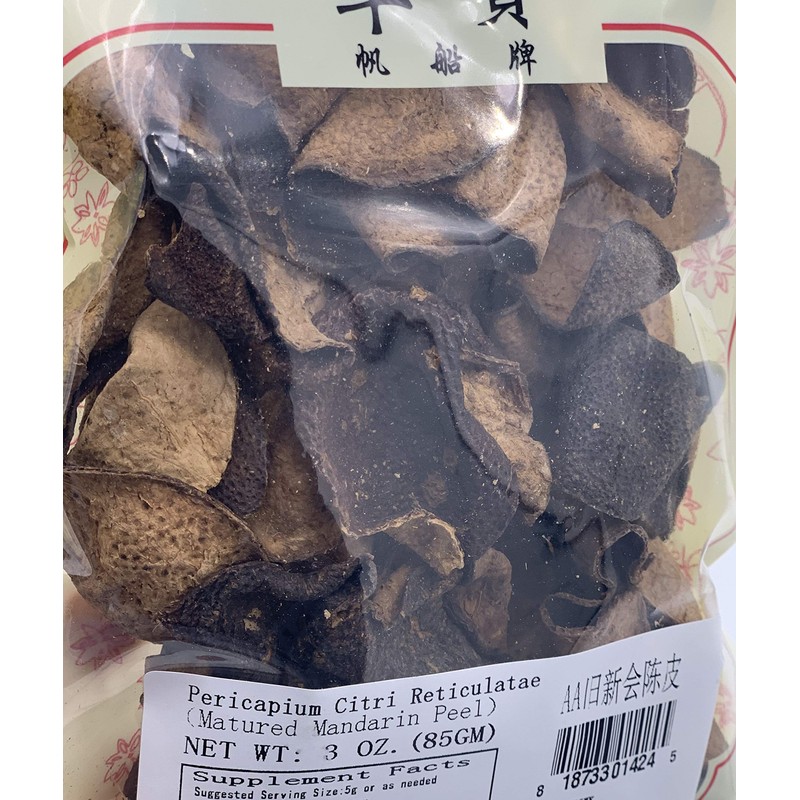 帆船牌
Pericapium Citri Reticulatae
(Matured Mandarin Peel)
NET WT: 3 OZ. (85GM)
Supplement Facts
Suggested Serving Size:5g or as needed
AA旧新会陈皮
8 1873301424 5